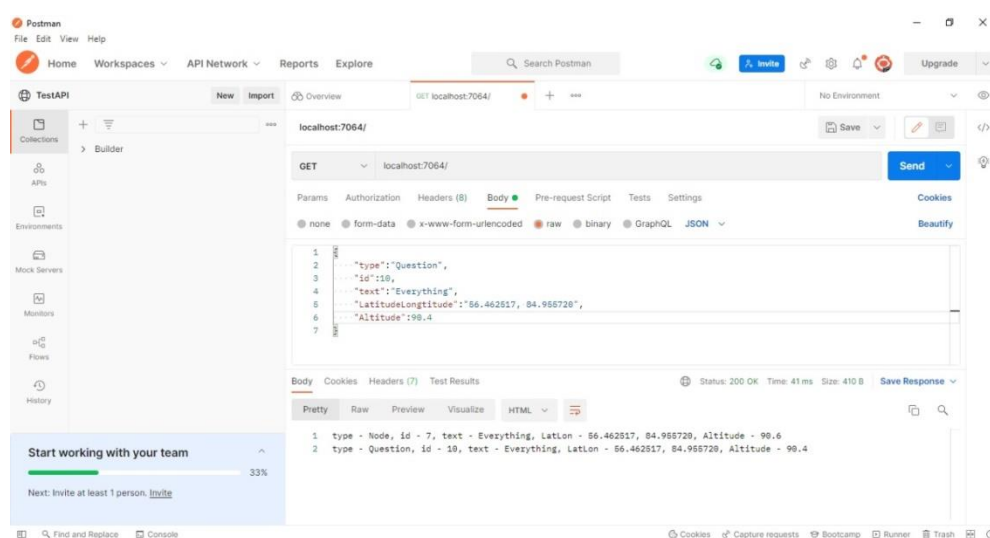 Postman
File Edit View Help
Home Workspaces API Network Reports Explore Search Postman Invite Upgrade
TestAPI New Import Overview GET localhost:7064/ No Environment
Collections
APIs
Environments
Mock Servers
Monitors
Flows
History
Builder
localhost:7064/ Save
GET localhost:7064/ Send
Params Authorization Headers (8) Body Pre-request Script Tests Settings Cookies
none form-data x-www-form-urlencoded raw binary GraphQL JSON Beautify
1 {
2 "type":"Question",
3 "id":10,
4 "text":"Everything",
5 "LatitudeLongtitude":"56.462517, 84.955720",
6 "Altitude":90.4
7 }
Body Cookies Headers (7) Test Results Status: 200 OK Time: 41 ms Size: 410 B Save Response
Pretty Raw Preview Visualize HTML
1 type - Node, id - 7, text - Everything, LatLon - 56.462517, 84.955720, Altitude - 90.6
2 type - Question, id - 10, text - Everything, LatLon - 56.462517, 84.955720, Altitude - 90.4
Start working with your team
33%
Next: Invite at least 1 person. Invite
Find and Replace Console Cookies Capture requests Bootcamp Runner Trash